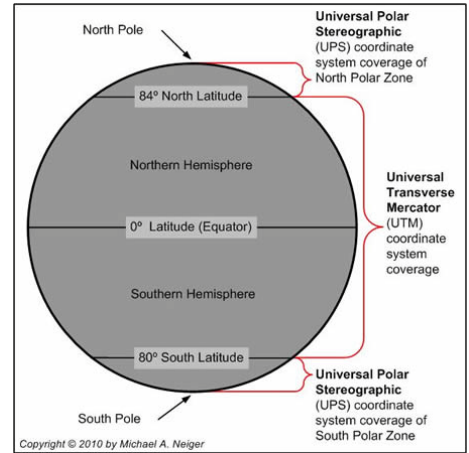 North Pole
Universal Polar
Stereographic
(UPS) coordinate
system coverage of
North Polar Zone
84º North Latitude
Northern Hemisphere
Universal
Transverse
Mercator
(UTM)
coordinate
system
coverage
0º Latitude (Equator)
Southern Hemisphere
80º South Latitude
Universal Polar
Stereographic
(UPS) coordinate
system coverage of
South Polar Zone
South Pole
Copyright © 2010 by Michael A. Neiger